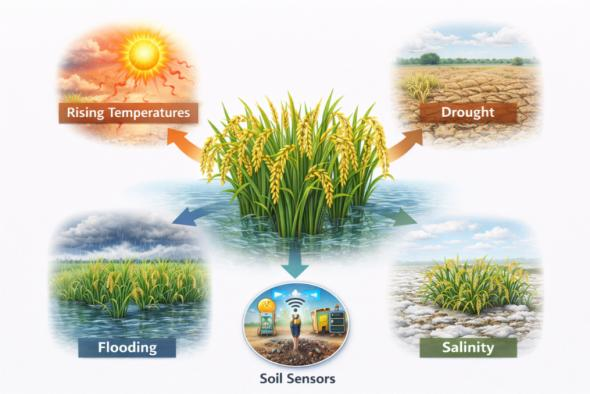 Rising Temperatures
Drought
Flooding
Salinity
Soil Sensors